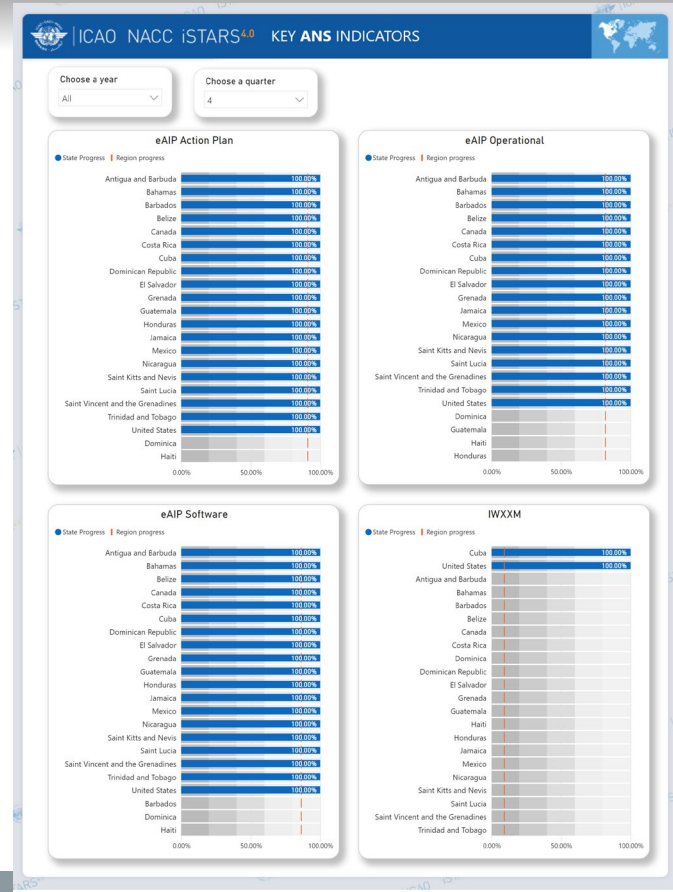 ICAO NACC iSTARS4.0 KEY ANS INDICATORS
Choose a year
All
Choose a quarter
4
eAIP Action Plan
State Progress Region progress
Antigua and Barbuda 100.00%
Bahamas 100.00%
Barbados 100.00%
Belize 100.00%
Canada 100.00%
Costa Rica 100.00%
Cuba 100.00%
Dominican Republic 100.00%
El Salvador 100.00%
Grenada 100.00%
Guatemala 100.00%
Honduras 100.00%
Jamaica 100.00%
Mexico 100.00%
Nicaragua 100.00%
Saint Kitts and Nevis 100.00%
Saint Lucia 100.00%
Saint Vincent and the Grenadines 100.00%
Trinidad and Tobago 100.00%
United States 100.00%
Dominica
Haiti
0.00% 50.00% 100.00%
eAIP Operational
State Progress Region progress
Antigua and Barbuda 100.00%
Bahamas 100.00%
Barbados 100.00%
Belize 100.00%
Canada 100.00%
Costa Rica 100.00%
Cuba 100.00%
Dominican Republic 100.00%
El Salvador 100.00%
Grenada 100.00%
Jamaica 100.00%
Mexico 100.00%
Nicaragua 100.00%
Saint Kitts and Nevis 100.00%
Saint Lucia 100.00%
Saint Vincent and the Grenadines 100.00%
Trinidad and Tobago 100.00%
United States 100.00%
Dominica
Guatemala
Haiti
Honduras
0.00% 50.00% 100.00%
eAIP Software
State Progress Region progress
Antigua and Barbuda 100.00%
Bahamas 100.00%
Belize 100.00%
Canada 100.00%
Costa Rica 100.00%
Cuba 100.00%
Dominican Republic 100.00%
El Salvador 100.00%
Grenada 100.00%
Guatemala 100.00%
Honduras 100.00%
Jamaica 100.00%
Mexico 100.00%
Nicaragua 100.00%
Saint Kitts and Nevis 100.00%
Saint Lucia 100.00%
Saint Vincent and the Grenadines 100.00%
Trinidad and Tobago 100.00%
United States 100.00%
Barbados
Dominica
Haiti
0.00% 50.00% 100.00%
IWXXM
State Progress Region progress
Cuba 100.00%
United States 100.00%
Antigua and Barbuda
Bahamas
Barbados
Belize
Canada
Costa Rica
Dominica
Dominican Republic
El Salvador
Grenada
Guatemala
Haiti
Honduras
Jamaica
Mexico
Nicaragua
Saint Kitts and Nevis
Saint Lucia
Saint Vincent and the Grenadines
Trinidad and Tobago
0.00% 50.00% 100.00%